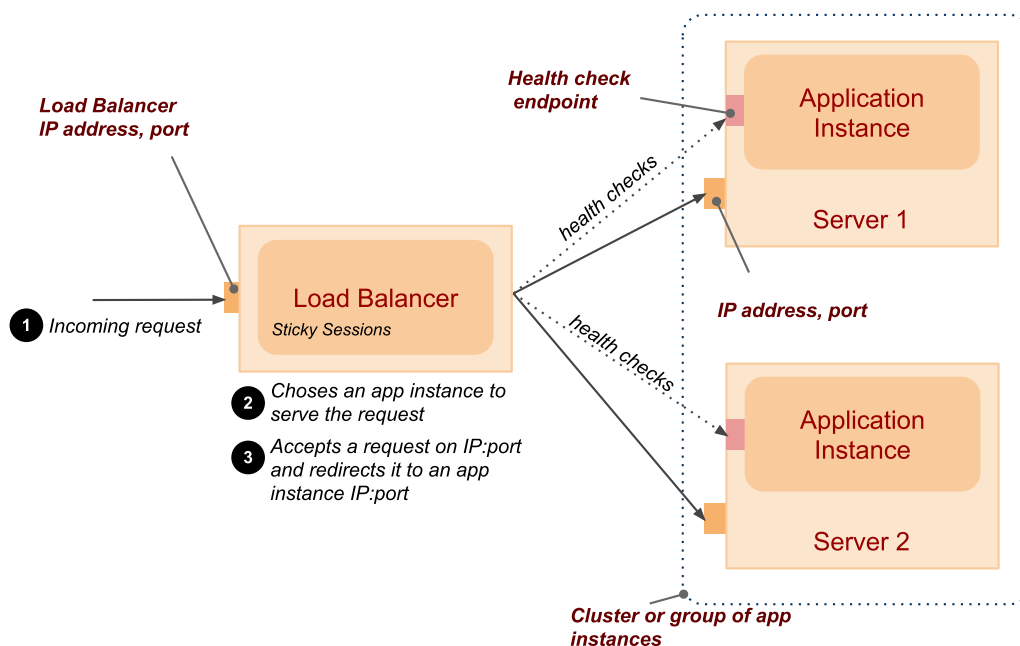 Load Balancer
IP address, port
1
Incoming request
Load Balancer
Sticky Sessions
2
Choses an app instance to
serve the request
3
Accepts a request on IP:port
and redirects it to an app
instance IP:port
Health check
endpoint
health checks
health checks
Application
Instance
Server 1
IP address, port
Application
Instance
Server 2
Cluster or group of app
instances